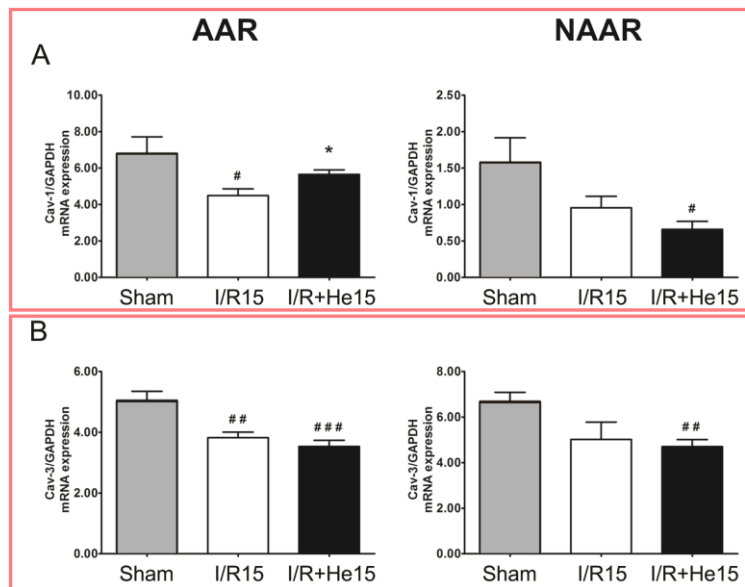 AAR
NAAR
A
Cav-1/GAPDH
mRNA expression
10.00
8.00
6.00
4.00
2.00
0.00
#
*
Sham
I/R15
I/R+He15
Cav-1/GAPDH
mRNA expression
2.50
2.00
1.50
1.00
0.50
0.00
#
Sham
I/R15
I/R+He15
B
Cav-3/GAPDH
mRNA expression
6.00
4.00
2.00
0.00
##
###
Sham
I/R15
I/R+He15
Cav-3/GAPDH
mRNA expression
8.00
6.00
4.00
2.00
0.00
##
Sham
I/R15
I/R+He15